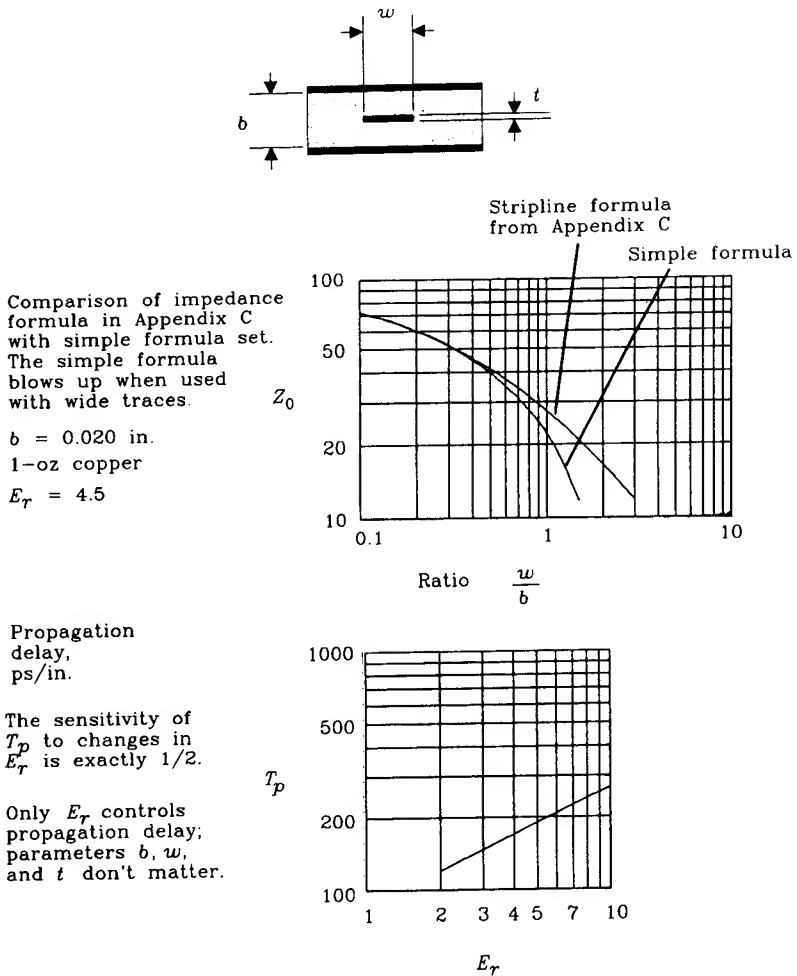 w
t
b
Stripline formula
from Appendix C
Simple formula
Comparison of impedance
formula in Appendix C
with simple formula set.
The simple formula
blows up when used
with wide traces.
b = 0.020 in.
1-oz copper
E_r = 4.5
Z_0
100
50
20
10
0.1
1
10
Ratio w/b
Propagation
delay,
ps/in.
The sensitivity of
T_p to changes in
E_r is exactly 1/2.
Only E_r controls
propagation delay;
parameters b, w,
and t don't matter.
T_p
1000
500
200
100
1 2 3 4 5 7 10
E_r